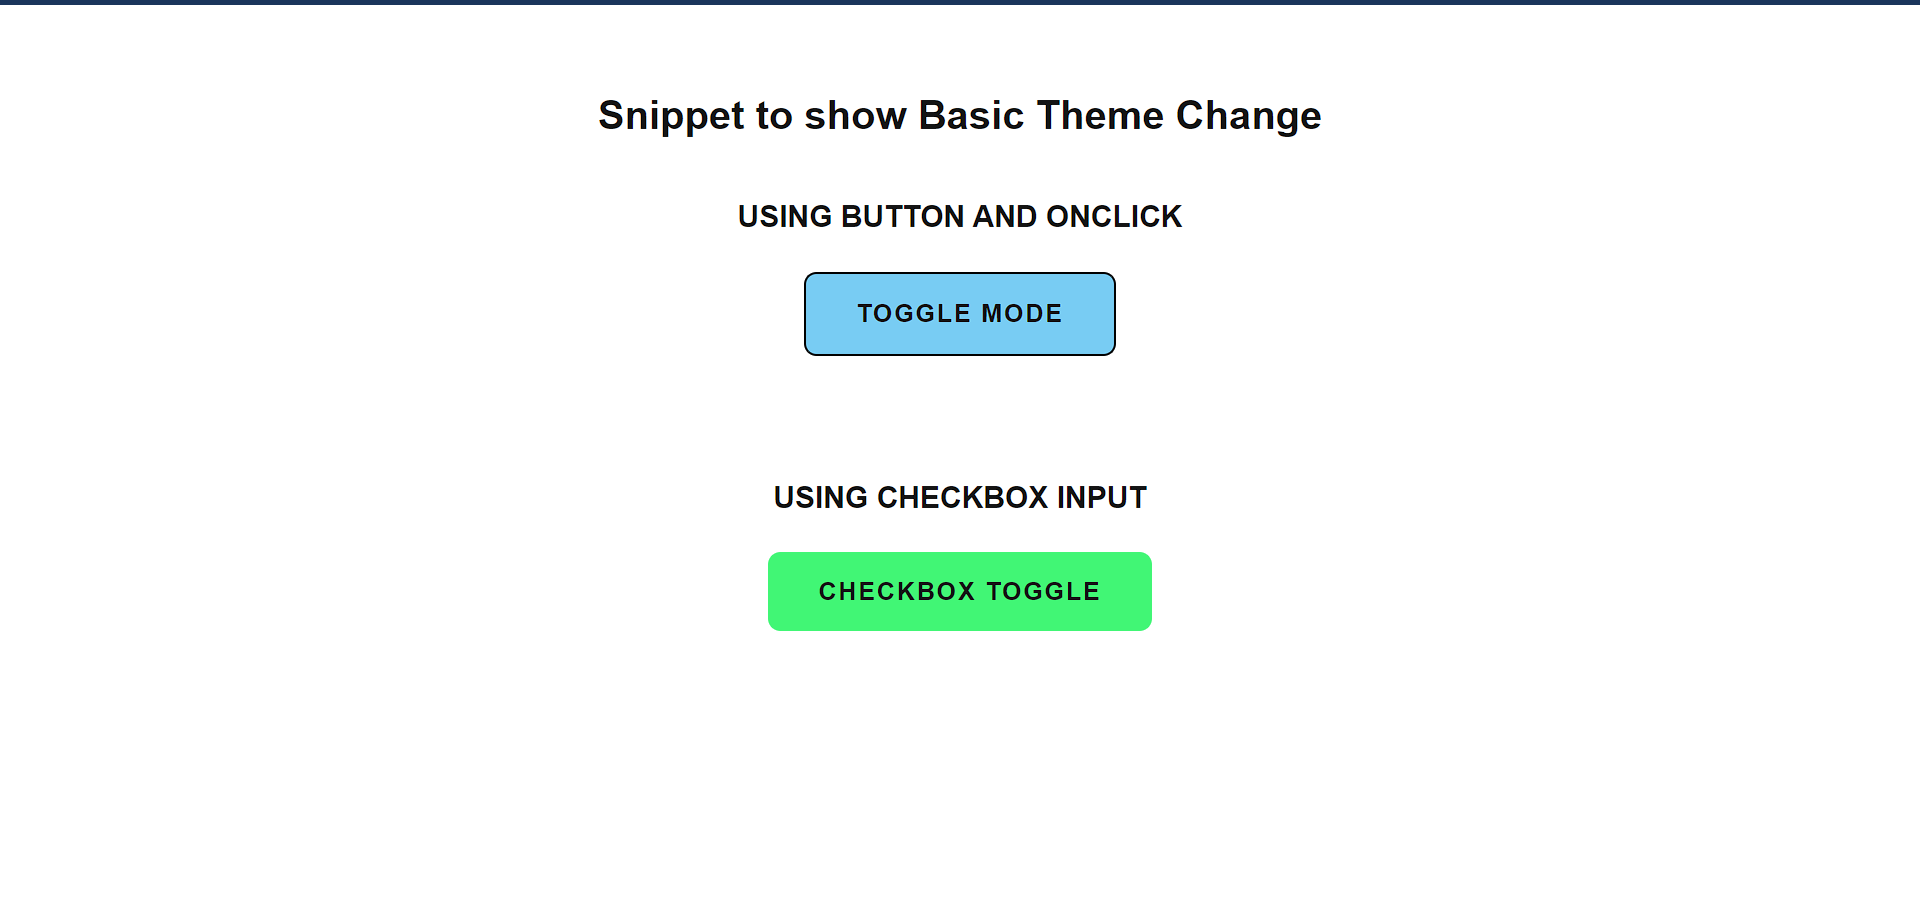 Snippet to show Basic Theme Change
USING BUTTON AND ONCLICK
TOGGLE MODE
USING CHECKBOX INPUT
CHECKBOX TOGGLE